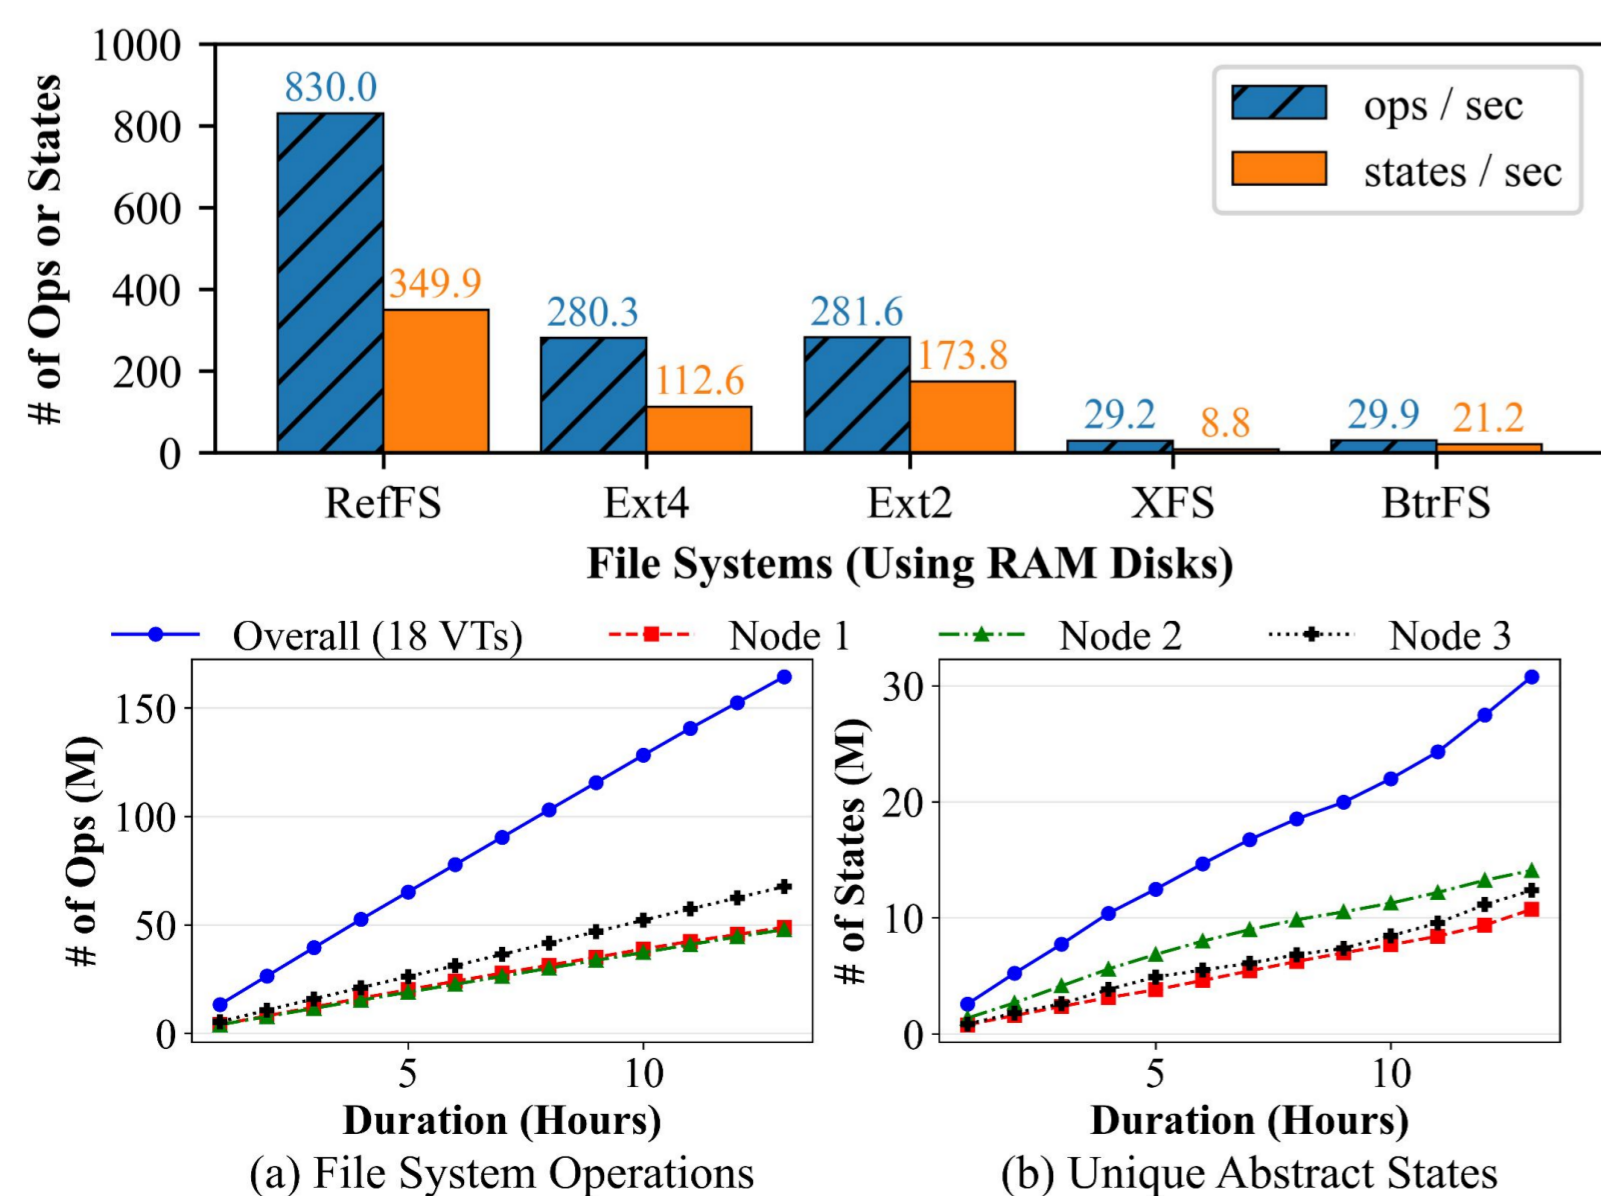 # of Ops or States
1000
800
600
400
200
0
830.0
349.9
280.3
112.6
281.6
173.8
29.2
8.8
29.9
21.2
ops / sec
states / sec
RefFS
Ext4
Ext2
XFS
BtrFS
File Systems (Using RAM Disks)
Overall (18 VTs)
Node 1
Node 2
Node 3
# of Ops (M)
150
100
50
0
5
10
Duration (Hours)
(a) File System Operations
# of States (M)
30
20
10
0
5
10
Duration (Hours)
(b) Unique Abstract States